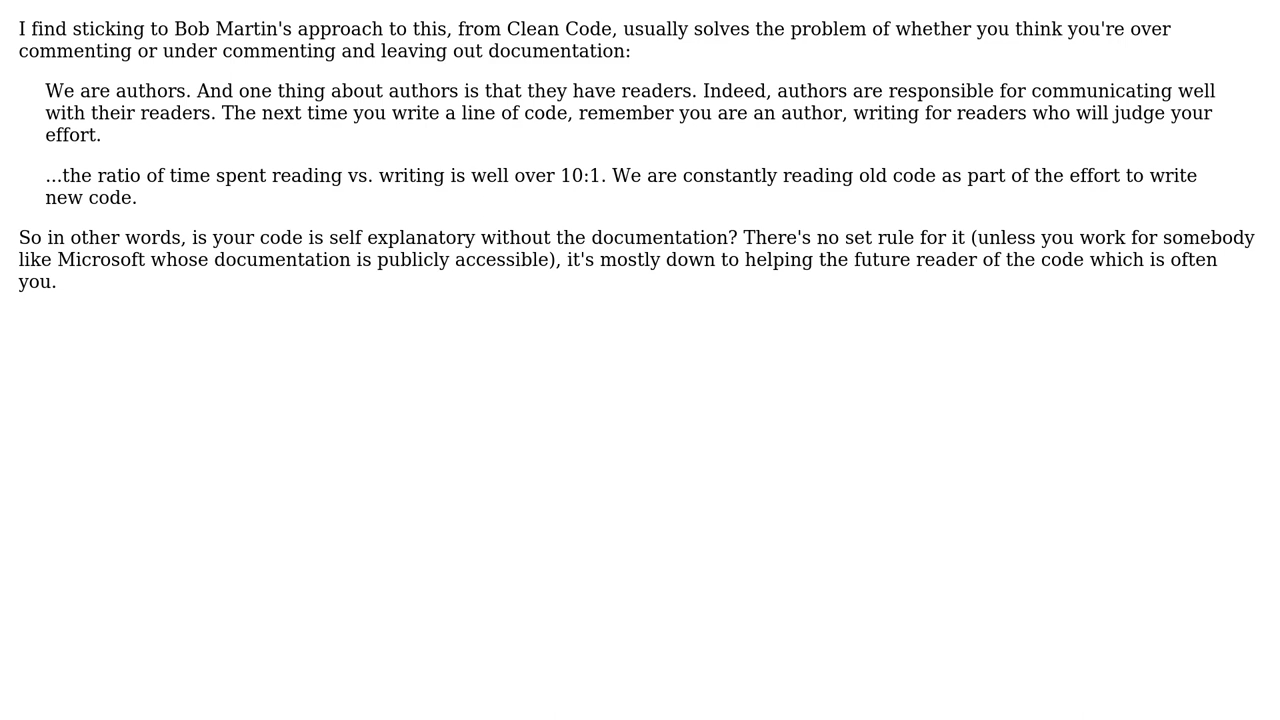 I find sticking to Bob Martin's approach to this, from Clean Code, usually solves the problem of whether you think you're over
commenting or under commenting and leaving out documentation:
We are authors. And one thing about authors is that they have readers. Indeed, authors are responsible for communicating well
with their readers. The next time you write a line of code, remember you are an author, writing for readers who will judge your
effort.
...the ratio of time spent reading vs. writing is well over 10:1. We are constantly reading old code as part of the effort to write
new code.
So in other words, is your code is self explanatory without the documentation? There's no set rule for it (unless you work for somebody
like Microsoft whose documentation is publicly accessible), it's mostly down to helping the future reader of the code which is often
you.